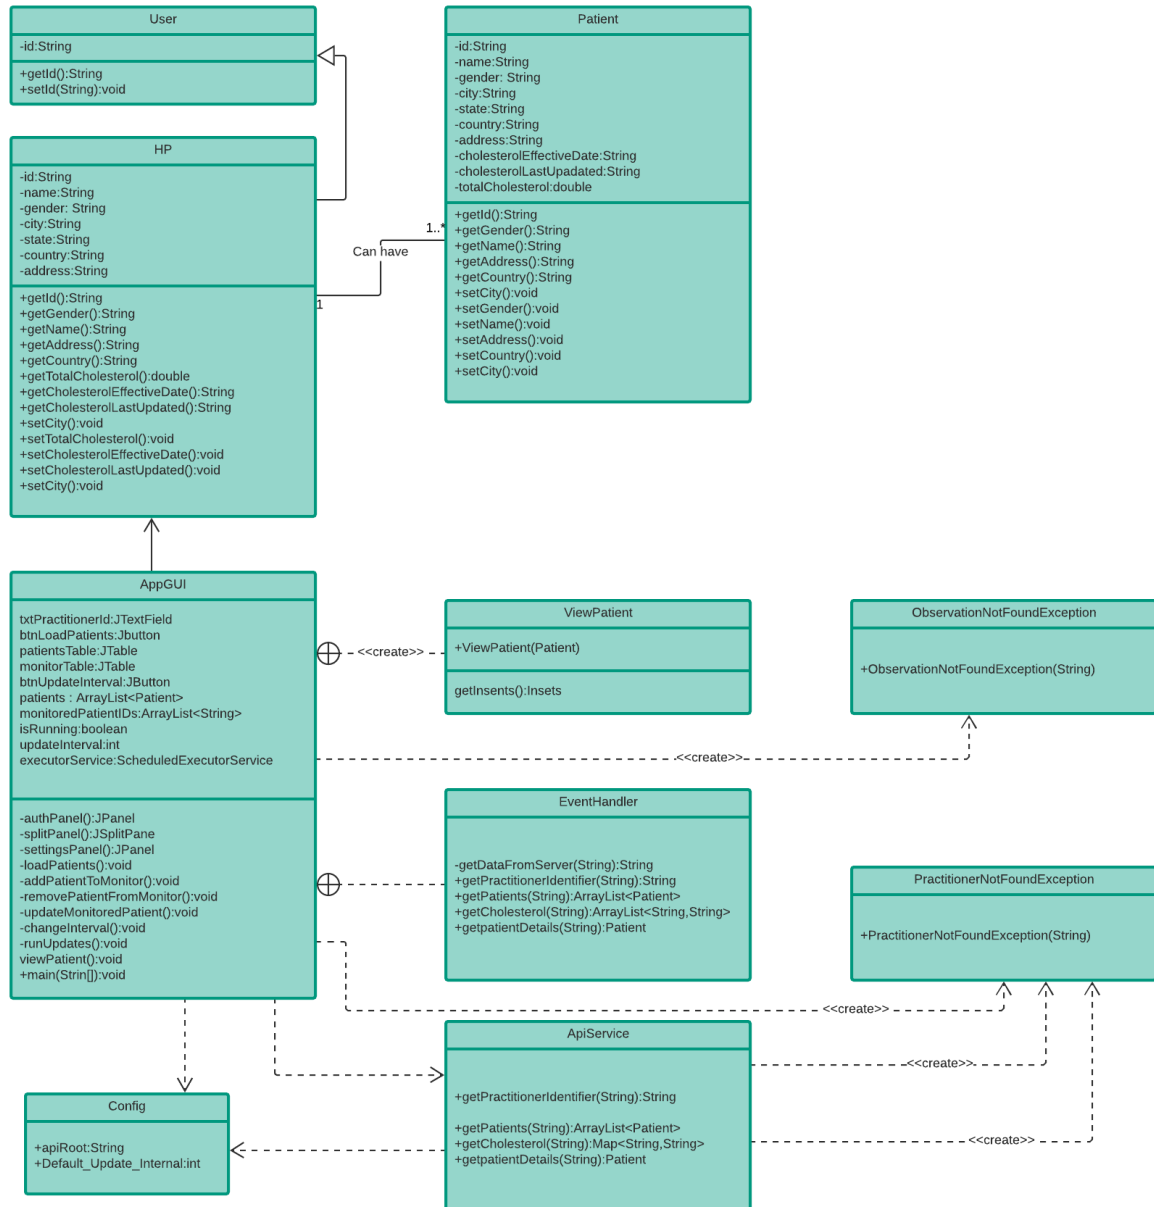 User
-id:String
+getId():String
+setId(String):void
Patient
-id:String
-name:String
-gender: String
-city:String
-state:String
-country:String
-address:String
-cholesterolEffectiveDate:String
-cholesterolLastUpadated:String
-totalCholesterol:double
+getId():String
+getGender():String
+getName():String
+getAddress():String
+getCountry():String
+setCity():void
+setGender():void
+setName():void
+setAddress():void
+setCountry():void
+setCity():void
HP
-id:String
-name:String
-gender: String
-city:String
-state:String
-country:String
-address:String
+getId():String
+getGender():String
+getName():String
+getAddress():String
+getCountry():String
+getTotalCholesterol():double
+getCholesterolEffectiveDate():String
+getCholesterolLastUpdated():String
+setCity():void
+setTotalCholesterol():void
+setCholesterolEffectiveDate():void
+setCholesterolLastUpdated():void
+setCity():void
1..*
Can have
1
AppGUI
txtPractitionerId:JTextField
btnLoadPatients:Jbutton
patientsTable:JTable
monitorTable:JTable
btnUpdateInterval:JButton
patients : ArrayList<Patient>
monitoredPatientIDs:ArrayList<String>
isRunning:boolean
updateInterval:int
executorService:ScheduledExecutorService
-authPanel():JPanel
-splitPanel():JSplitPane
-settingsPanel():JPanel
-loadPatients():void
-addPatientToMonitor():void
-removePatientFromMonitor():void
-updateMonitoredPatient():void
-changeInterval():void
-runUpdates():void
viewPatient():void
+main(Strin[]):void
<<create>>
ViewPatient
+ViewPatient(Patient)
getInsents():Insets
ObservationNotFoundException
+ObservationNotFoundException(String)
<<create>>
EventHandler
-getDataFromServer(String):String
+getPractitionerIdentifier(String):String
+getPatients(String):ArrayList<Patient>
+getCholesterol(String):ArrayList<String,String>
+getpatientDetails(String):Patient
PractitionerNotFoundException
+PractitionerNotFoundException(String)
<<create>>
<<create>>
<<create>>
ApiService
+getPractitionerIdentifier(String):String
+getPatients(String):ArrayList<Patient>
+getCholesterol(String):Map<String,String>
+getpatientDetails(String):Patient
Config
+apiRoot:String
+Default_Update_Internal:int